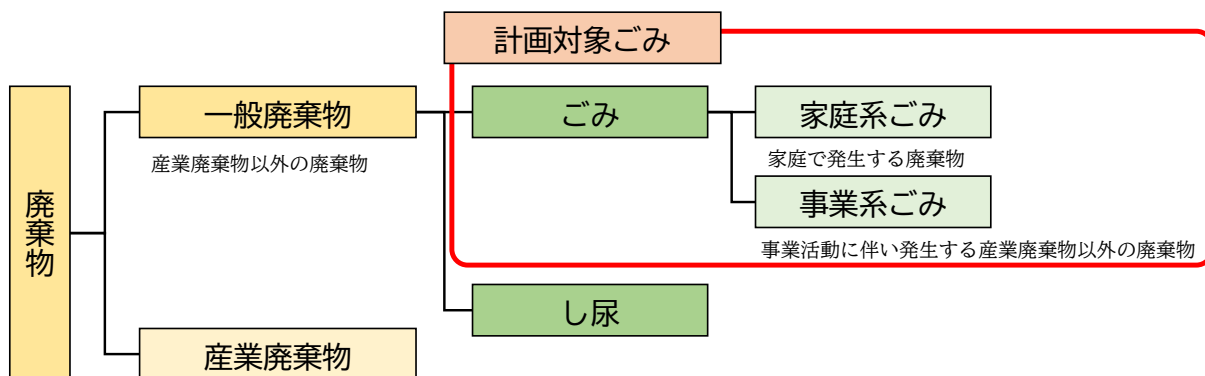 計画対象ごみ
廃棄物
一般廃棄物
産業廃棄物以外の廃棄物
ごみ
家庭系ごみ
家庭で発生する廃棄物
事業系ごみ
事業活動に伴い発生する産業廃棄物以外の廃棄物
し尿
産業廃棄物